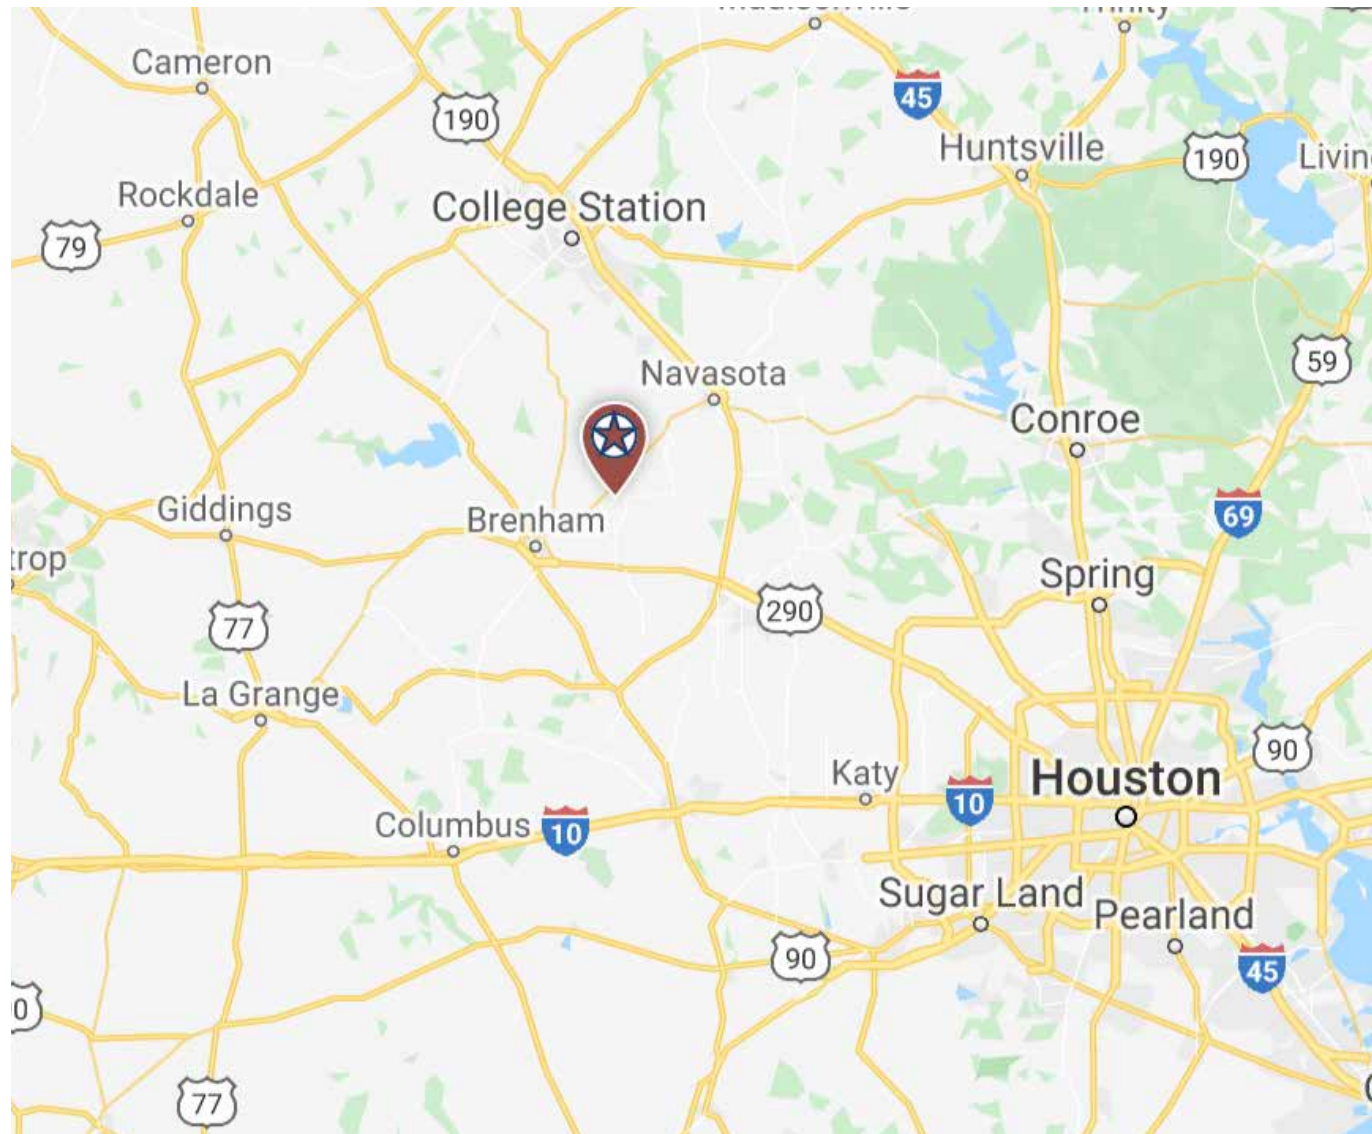 Cameron
45
190
Huntsville
190
Rockdale
College Station
79
Navasota
59
Conroe
Giddings
Brenham
69
Spring
290
77
La Grange
90
Katy
Houston
10
Columbus
10
Sugar Land
Pearland
90
45
77